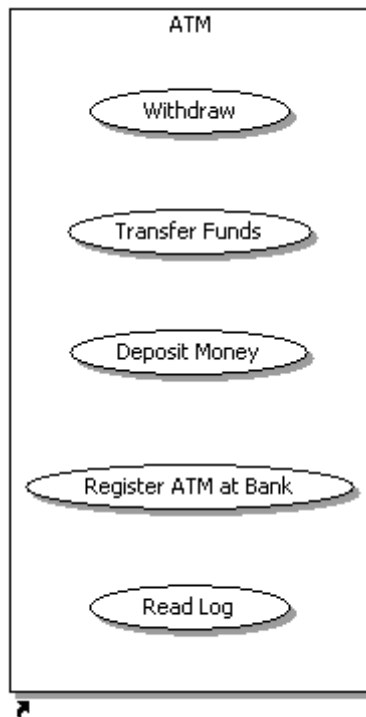 ATM
Withdraw
Transfer Funds
Deposit Money
Register ATM at Bank
Read Log